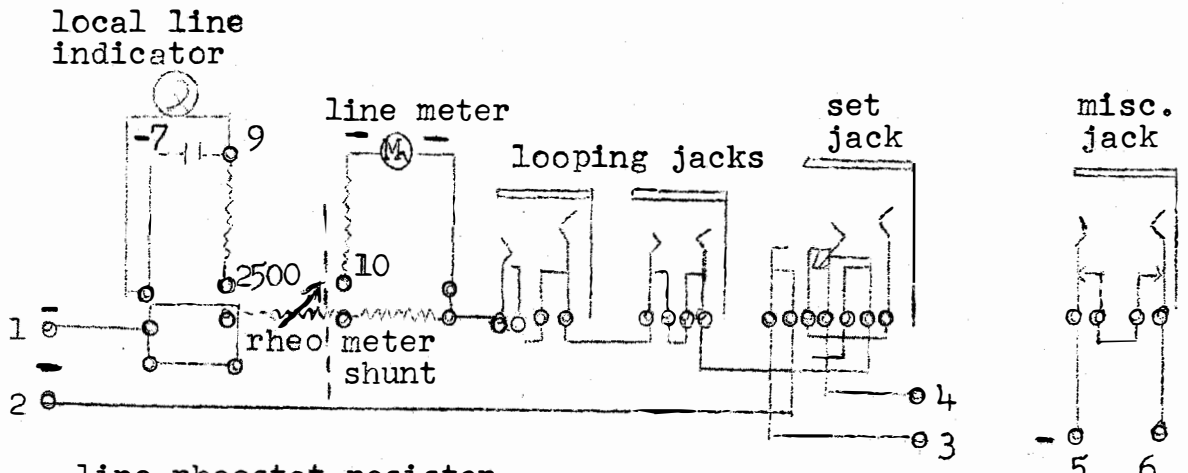 local line
indicator
line meter
set
jack
misc.
jack
-7
9
looping jacks
2500
10
1
rheo
meter
shunt
2
4
3
5
6
line rheostat resistor